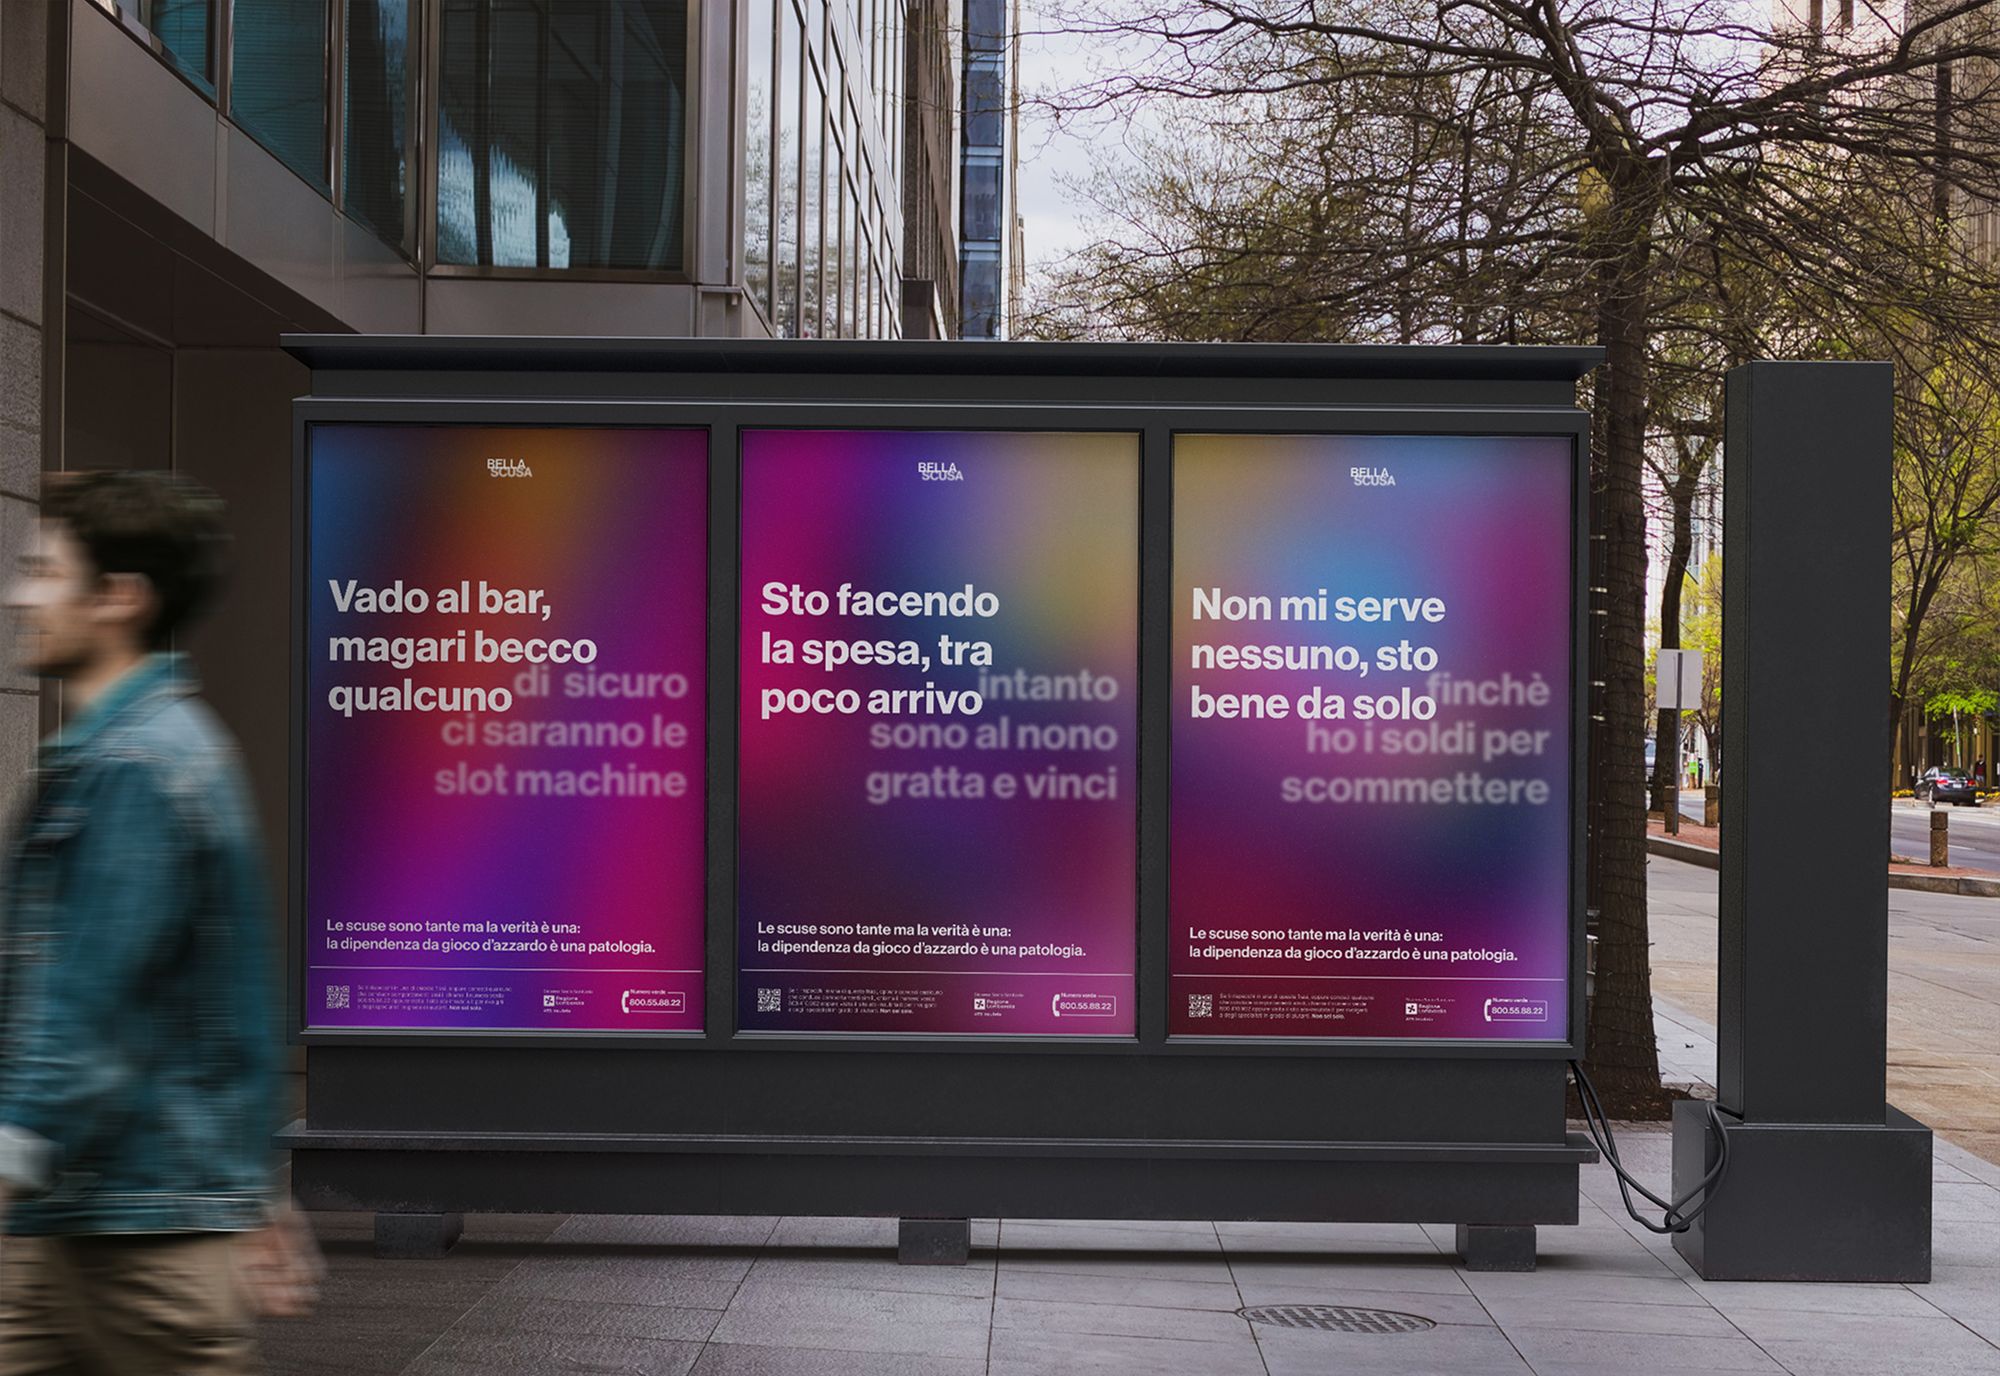 BELLA
SCUSA
Vado al bar,
magari becco
qualcuno
di sicuro
ci saranno le
slot machine
Le scuse sono tante ma la verità è una:
la dipendenza da gioco d'azzardo è una patologia.
Non sei solo.
Regione
Lombardia
Numero verde
800.55.88.22
BELLA
SCUSA
Sto facendo
la spesa, tra
poco arrivo
intanto
sono al nono
gratta e vinci
Le scuse sono tante ma la verità è una:
la dipendenza da gioco d'azzardo è una patologia.
Non sei solo.
Regione
Lombardia
Numero verde
800.55.88.22
BELLA
SCUSA
Non mi serve
nessuno, sto
bene da solo
finchè
ho i soldi per
scommettere
Le scuse sono tante ma la verità è una:
la dipendenza da gioco d'azzardo è una patologia.
Non sei solo.
Regione
Lombardia
Numero verde
800.55.88.22